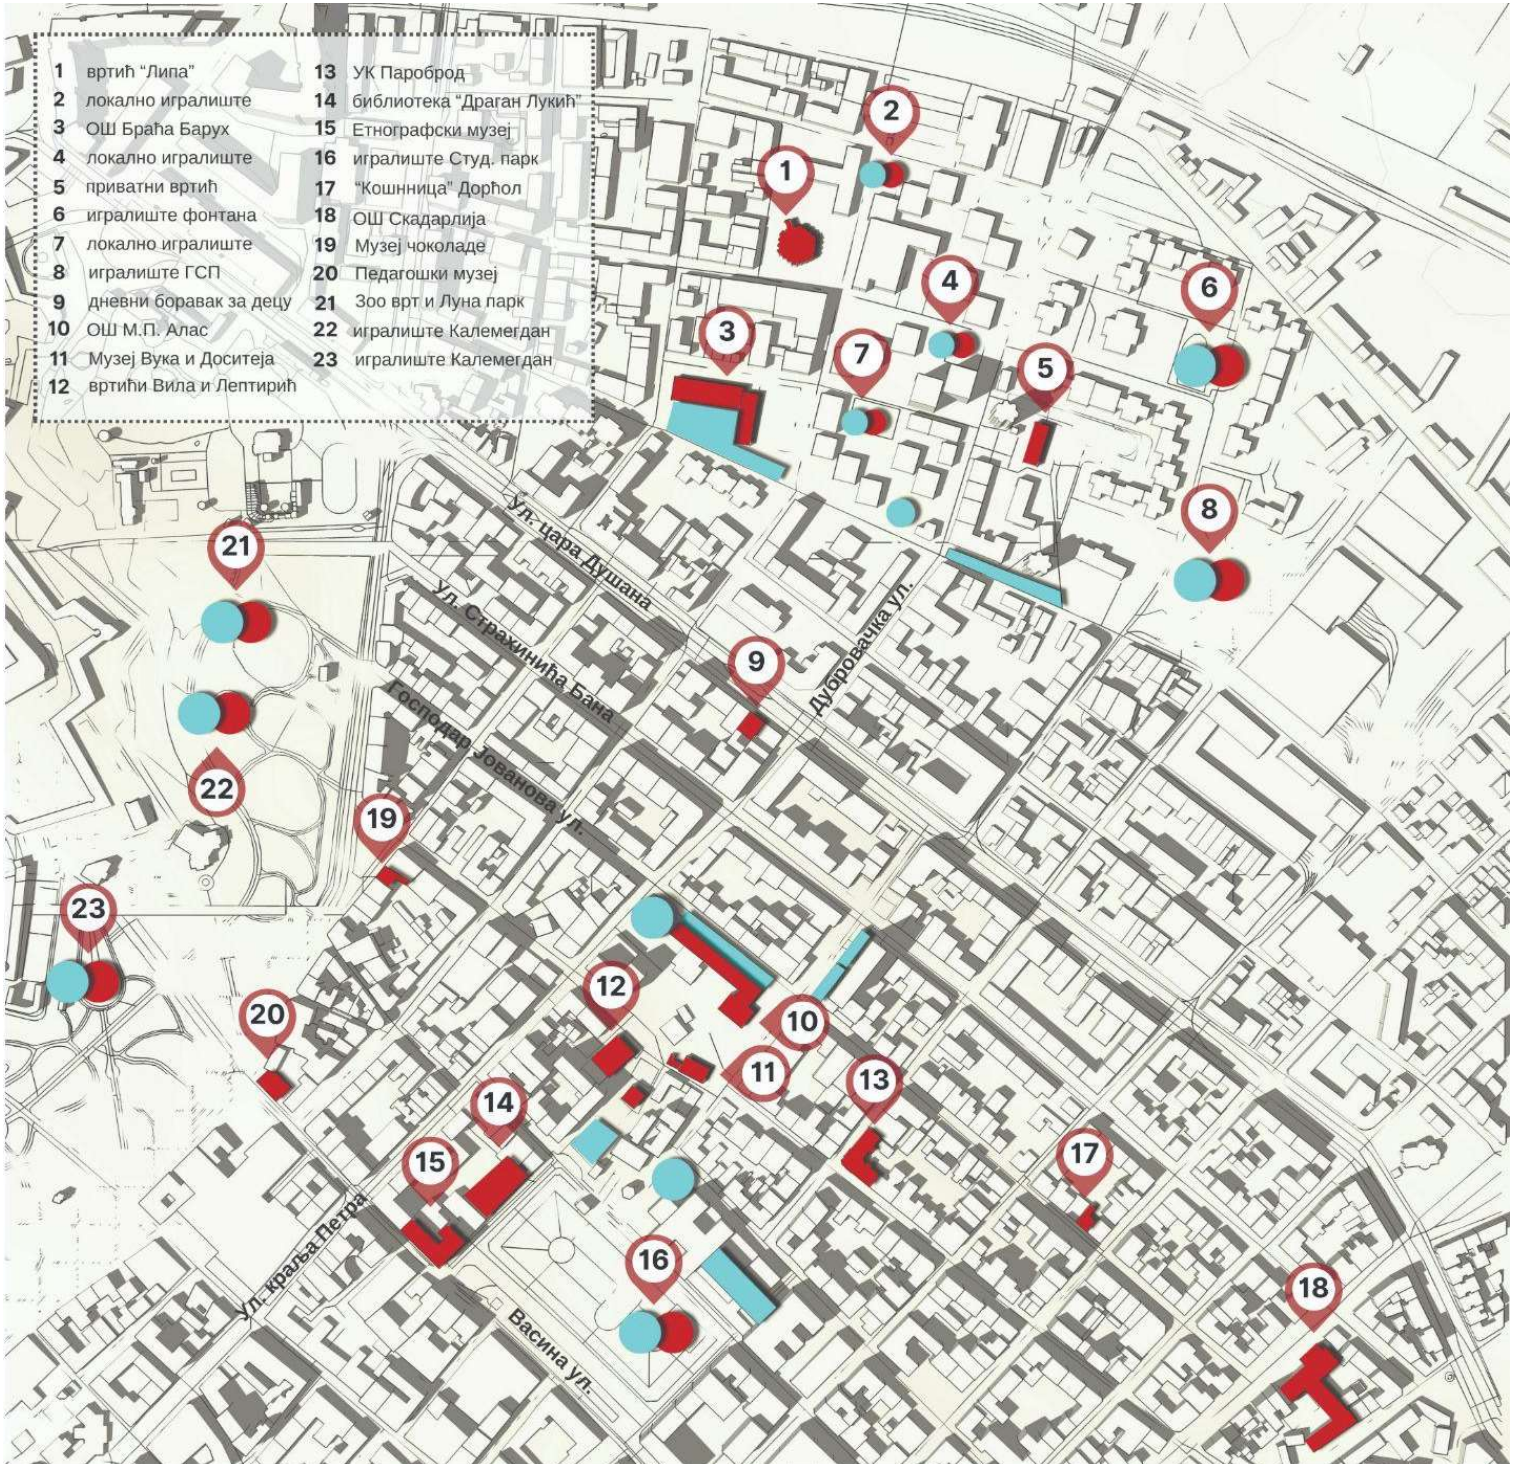 1 вртић “Липа”
2 локално игралиште
3 ОШ Браћа Барух
4 локално игралиште
5 приватни вртић
6 игралиште фонтана
7 локално игралиште
8 игралиште ГСП
9 дневни боравак за децу
10 ОШ М.П. Алас
11 Музеј Вука и Доситеја
12 вртићи Вила и Лептирић
13 УК Пароброд
14 библиотека “Драган Лукић”
15 Етнографски музеј
16 игралиште Студ. парк
17 “Кошнница” Дорћол
18 ОШ Скадарлија
19 Музеј чоколаде
20 Педагошки музеј
21 Зоо врт и Луна парк
22 игралиште Калемегдан
23 игралиште Калемегдан
2
1
4
6
3
7
5
8
21
Ул. цара Душана
Ул. Страхинића Бана
Дубровачка ул.
9
Господар Јованова ул.
22
19
23
12
20
10
11
13
14
15
17
Ул. краља Петра
16
18
Васина ул.